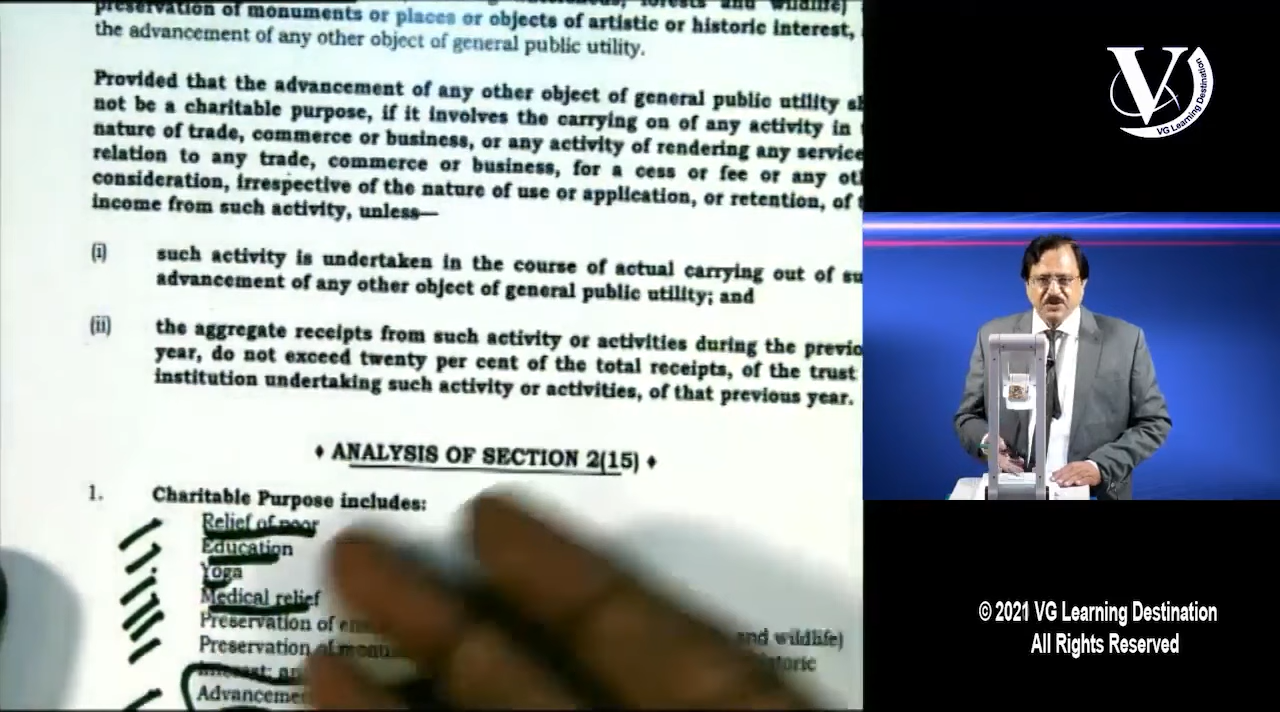 preservation of monuments or places or objects of artistic or historic interest,
the advancement of any other object of general public utility.
Provided that the advancement of any other object of general public utility
not be a charitable purpose, if it involves the carrying on of any activity in
nature of trade, commerce or business, or any activity of rendering any service
relation to any trade, commerce or business, for a cess or fee or any
consideration, irrespective of the nature of use or application, or retention, of
income from such activity, unless—
(i) such activity is undertaken in the course of actual carrying out of
advancement of any other object of general public utility; and
(ii) the aggregate receipts from such activity or activities during the
year, do not exceed twenty per cent of the total receipts, of the trust
institution undertaking such activity or activities, of that previous year.
♦ ANALYSIS OF SECTION 2(15) ♦
1. Charitable Purpose includes:
Relief of poor
Education
Yoga
Medical relief
Preservation of
and wildlife)
Preservation of
V
VG Learning Destination
© 2021 VG Learning Destination
All Rights Reserved